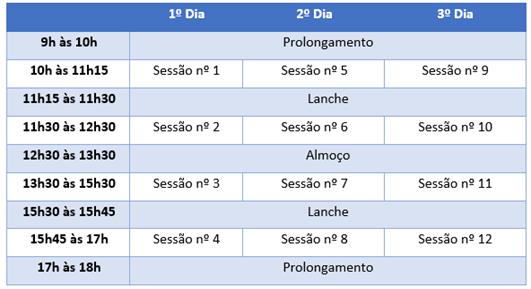 1º Dia 2º Dia 3º Dia
9h às 10h Prolongamento
10h às 11h15 Sessão nº 1 Sessão nº 5 Sessão nº 9
11h15 às 11h30 Lanche
11h30 às 12h30 Sessão nº 2 Sessão nº 6 Sessão nº 10
12h30 às 13h30 Almoço
13h30 às 15h30 Sessão nº 3 Sessão nº 7 Sessão nº 11
15h30 às 15h45 Lanche
15h45 às 17h Sessão nº 4 Sessão nº 8 Sessão nº 12
17h às 18h Prolongamento